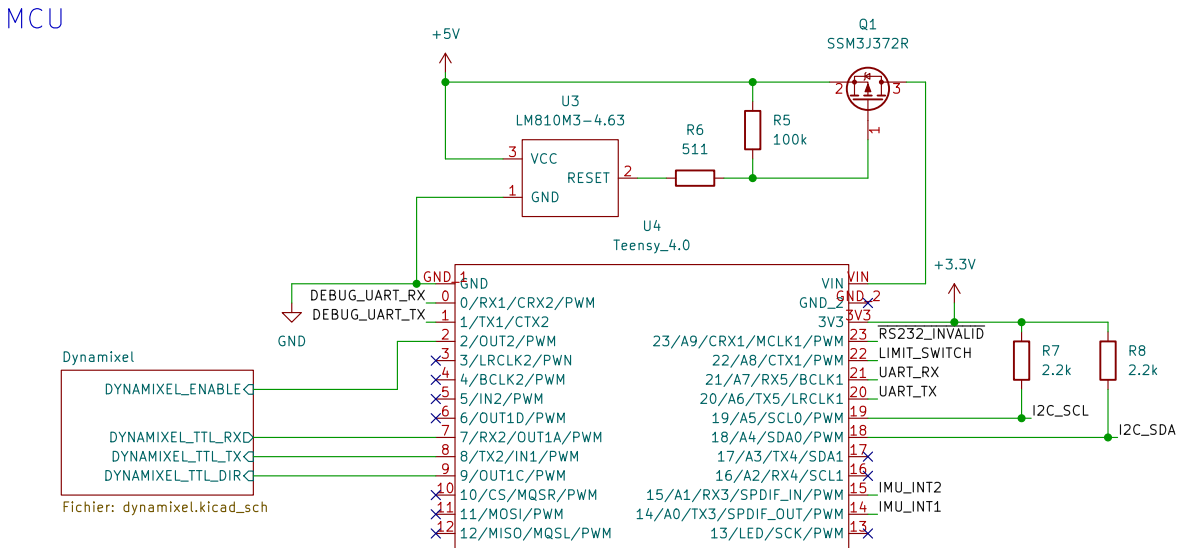 MCU
+5V
Q1
SSM3J372R
2
3
1
U3
LM810M3-4.63
R6
511
R5
100k
3
VCC
RESET
2
1
GND
U4
Teensy_4.0
+3.3V
GND
GND_1
GND
VIN
VIN
DEBUG_UART_RX
0
0/RX1/CRX2/PWM
GND_2
GND_2
DEBUG_UART_TX
1
1/TX1/CTX2
3V3
3V3
2
2/OUT2/PWM
23/A9/CRX1/MCLK1/PWM
23
RS232_INVALID
3
3/LRCLK2/PWN
22/A8/CTX1/PWM
22
LIMIT_SWITCH
4
4/BCLK2/PWM
21/A7/RX5/BCLK1
21
UART_RX
5
5/IN2/PWM
20/A6/TX5/LRCLK1
20
UART_TX
6
6/OUT1D/PWM
19/A5/SCL0/PWM
19
I2C_SCL
7
7/RX2/OUT1A/PWM
18/A4/SDA0/PWM
18
I2C_SDA
8
8/TX2/IN1/PWM
17/A3/TX4/SDA1
17
9
9/OUT1C/PWM
16/A2/RX4/SCL1
16
10
10/CS/MQSR/PWM
15/A1/RX3/SPDIF_IN/PWM
15
IMU_INT2
11
11/MOSI/PWM
14/A0/TX3/SPDIF_OUT/PWM
14
IMU_INT1
12
12/MISO/MQSL/PWM
13/LED/SCK/PWM
13
R7
2.2k
R8
2.2k
Dynamixel
DYNAMIXEL_ENABLE
DYNAMIXEL_TTL_RX
DYNAMIXEL_TTL_TX
DYNAMIXEL_TTL_DIR
Fichier: dynamixel.kicad_sch